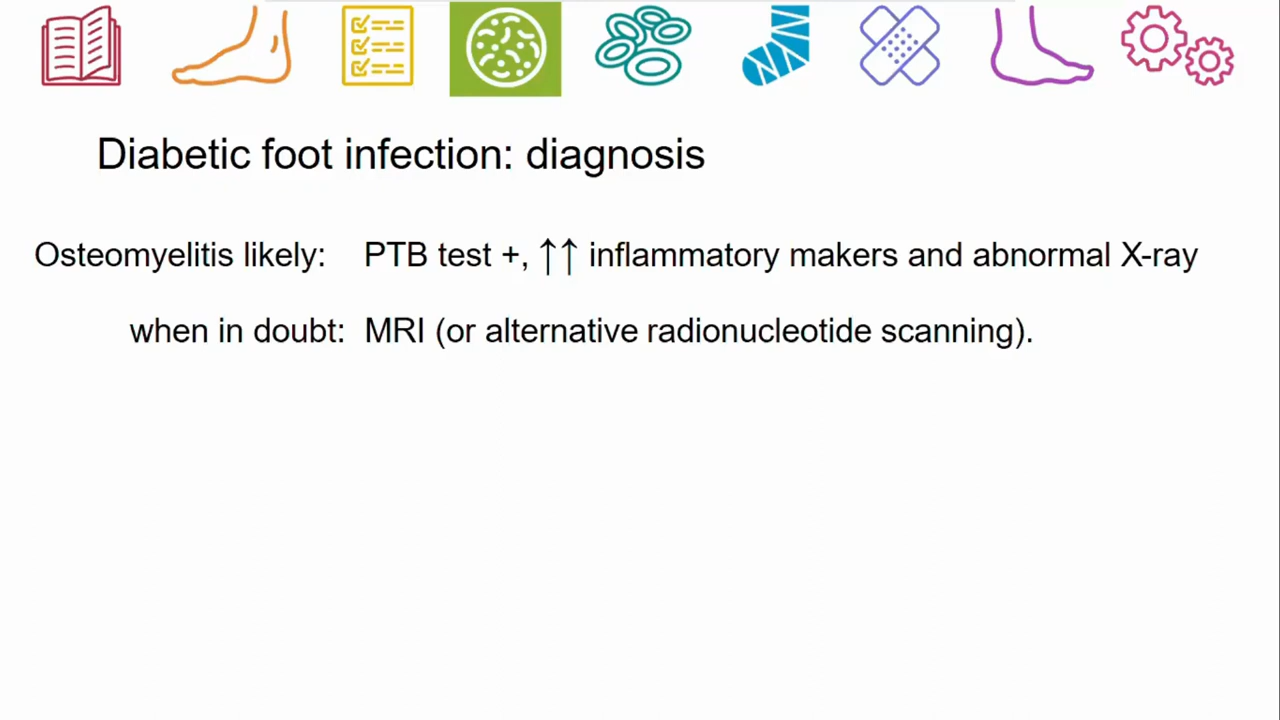 Diabetic foot infection: diagnosis
Osteomyelitis likely: PTB test +, ↑↑ inflammatory makers and abnormal X-ray
when in doubt: MRI (or alternative radionucleotide scanning).